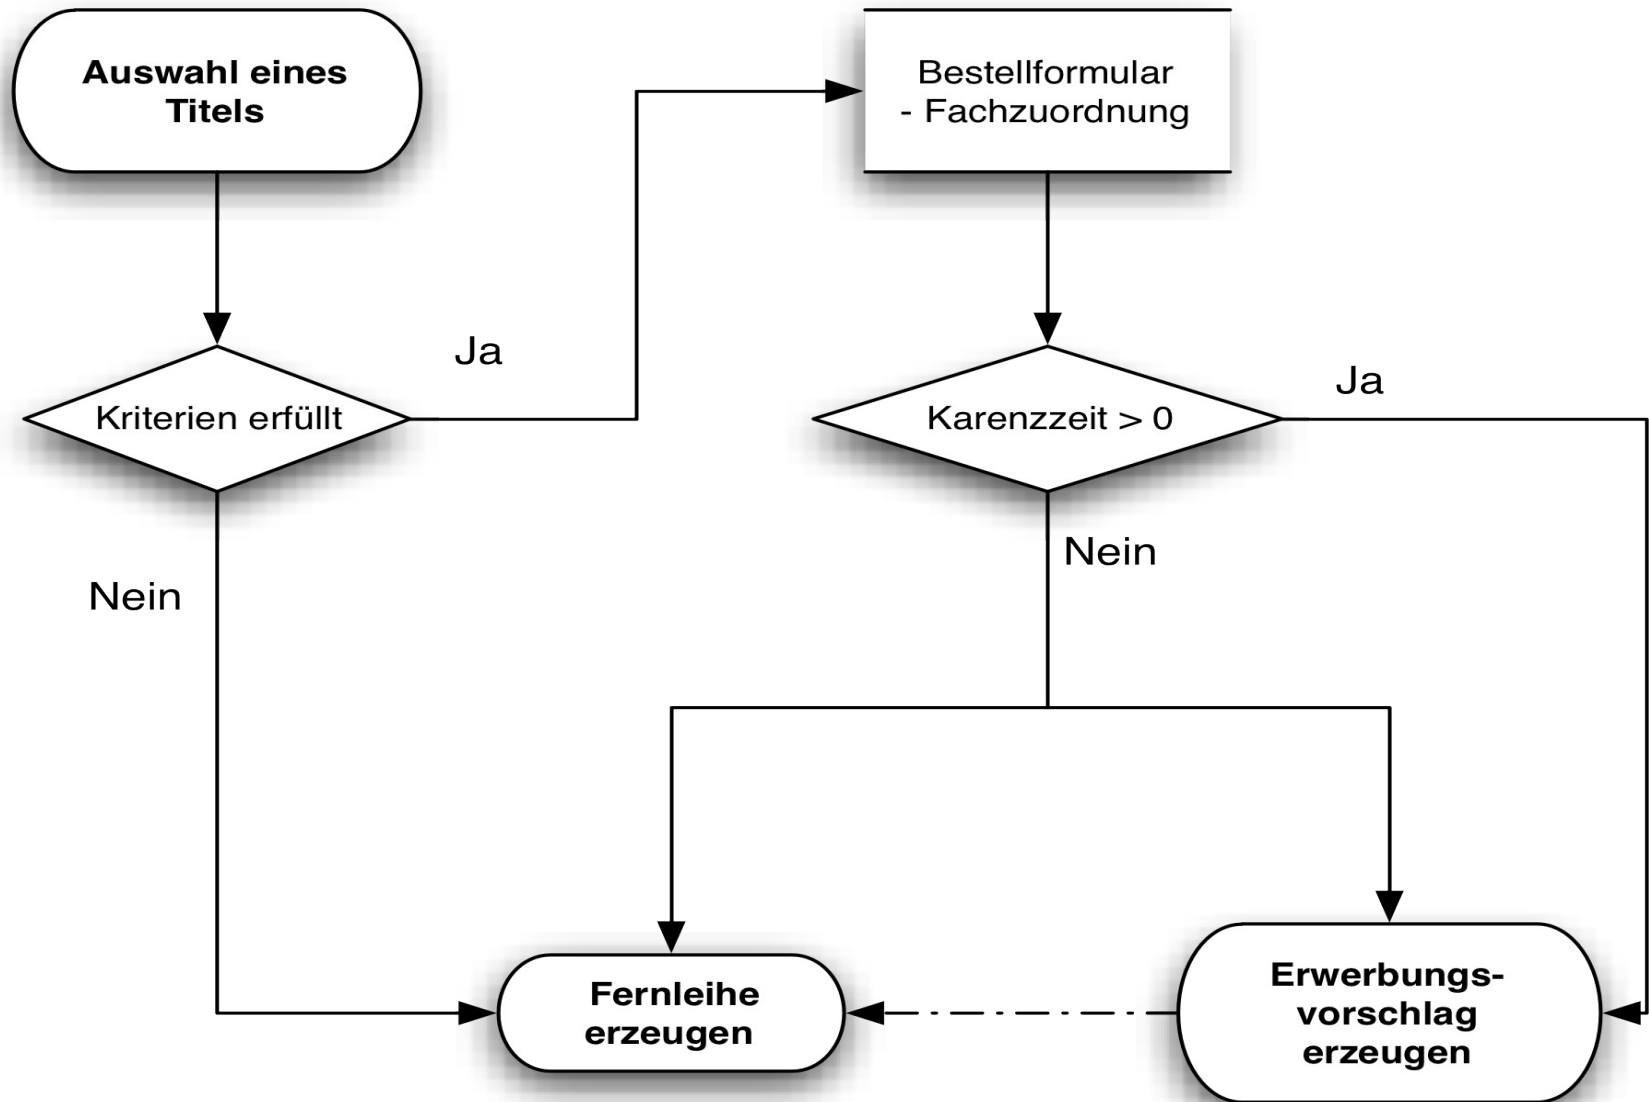 Auswahl eines
Titels
Bestellformular
- Fachzuordnung
Ja
Kriterien erfüllt
Ja
Karenzzeit > 0
Nein
Nein
Fernleihe
erzeugen
Erwerbungs-
vorschlag
erzeugen